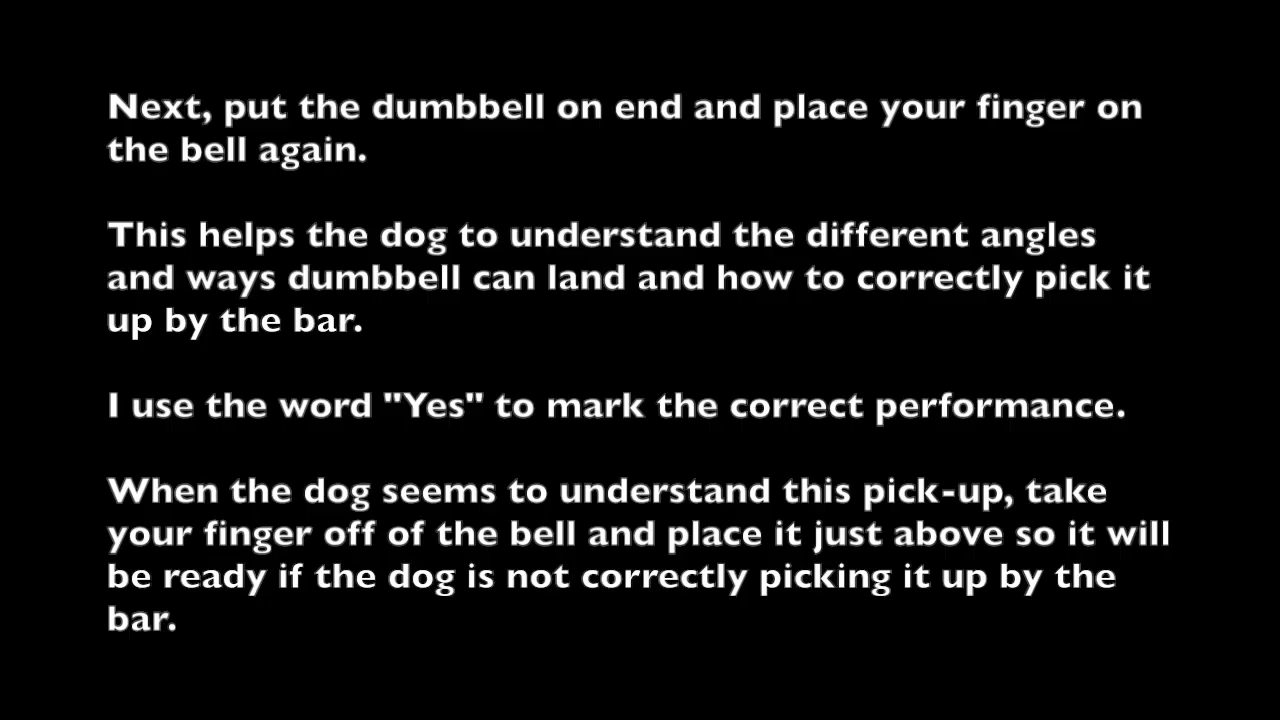 Next, put the dumbbell on end and place your finger on
the bell again.
This helps the dog to understand the different angles
and ways dumbbell can land and how to correctly pick it
up by the bar.
I use the word "Yes" to mark the correct performance.
When the dog seems to understand this pick-up, take
your finger off of the bell and place it just above so it will
be ready if the dog is not correctly picking it up by the
bar.